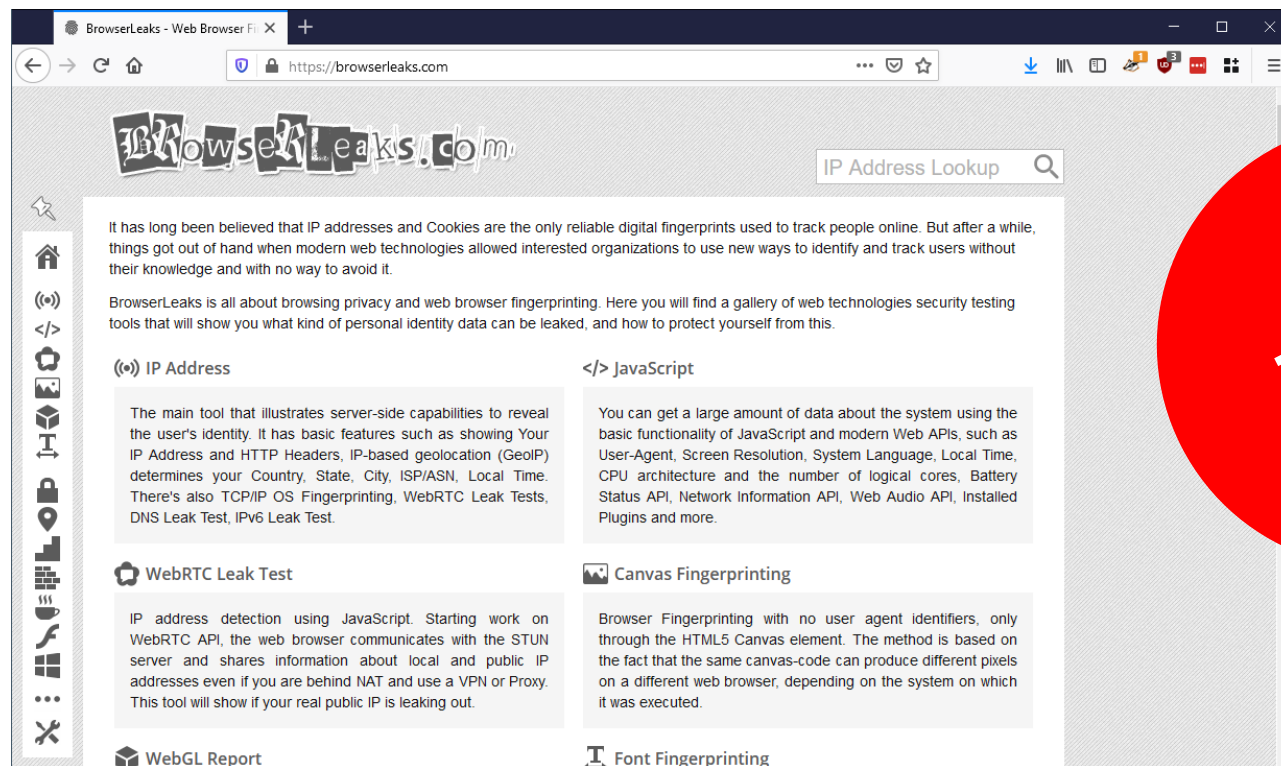 BrowserLeaks - Web Browser Fi
https://browserleaks.com
1
3
BROwseRLeaks.com
IP Address Lookup
It has long been believed that IP addresses and Cookies are the only reliable digital fingerprints used to track people online. But after a while,
things got out of hand when modern web technologies allowed interested organizations to use new ways to identify and track users without
their knowledge and with no way to avoid it.
BrowserLeaks is all about browsing privacy and web browser fingerprinting. Here you will find a gallery of web technologies security testing
tools that will show you what kind of personal identity data can be leaked, and how to protect yourself from this.
IP Address
The main tool that illustrates server-side capabilities to reveal
the user's identity. It has basic features such as showing Your
IP Address and HTTP Headers, IP-based geolocation (GeoIP)
determines your Country, State, City, ISP/ASN, Local Time.
There's also TCP/IP OS Fingerprinting, WebRTC Leak Tests,
DNS Leak Test, IPv6 Leak Test.
</> JavaScript
You can get a large amount of data about the system using the
basic functionality of JavaScript and modern Web APIs, such as
User-Agent, Screen Resolution, System Language, Local Time,
CPU architecture and the number of logical cores, Battery
Status API, Network Information API, Web Audio API, Installed
Plugins and more.
WebRTC Leak Test
IP address detection using JavaScript. Starting work on
WebRTC API, the web browser communicates with the STUN
server and shares information about local and public IP
addresses even if you are behind NAT and use a VPN or Proxy.
This tool will show if your real public IP is leaking out.
Canvas Fingerprinting
Browser Fingerprinting with no user agent identifiers, only
through the HTML5 Canvas element. The method is based on
the fact that the same canvas-code can produce different pixels
on a different web browser, depending on the system on which
it was executed.
WebGL Report
Font Fingerprinting